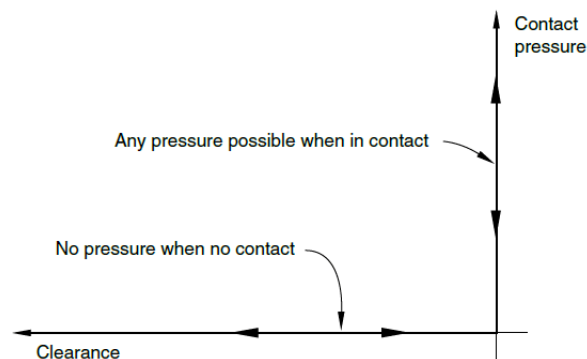 Contact
pressure
Any pressure possible when in contact
No pressure when no contact
Clearance